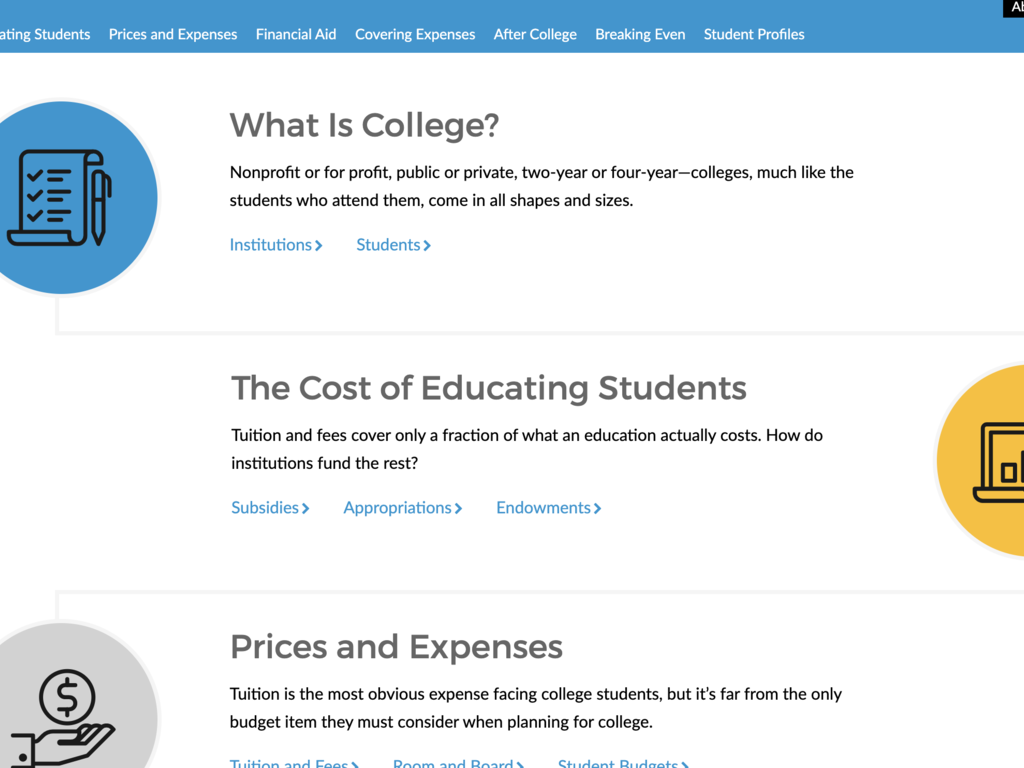 Ab
ating Students Prices and Expenses Financial Aid Covering Expenses After College Breaking Even Student Profiles
What Is College?
Nonprofit or for profit, public or private, two-year or four-year—colleges, much like the
students who attend them, come in all shapes and sizes.
Institutions Students
The Cost of Educating Students
Tuition and fees cover only a fraction of what an education actually costs. How do
institutions fund the rest?
Subsidies Appropriations Endowments
$
Prices and Expenses
Tuition is the most obvious expense facing college students, but it’s far from the only
budget item they must consider when planning for college.
Tuition and Fees Room and Board Student Budgets